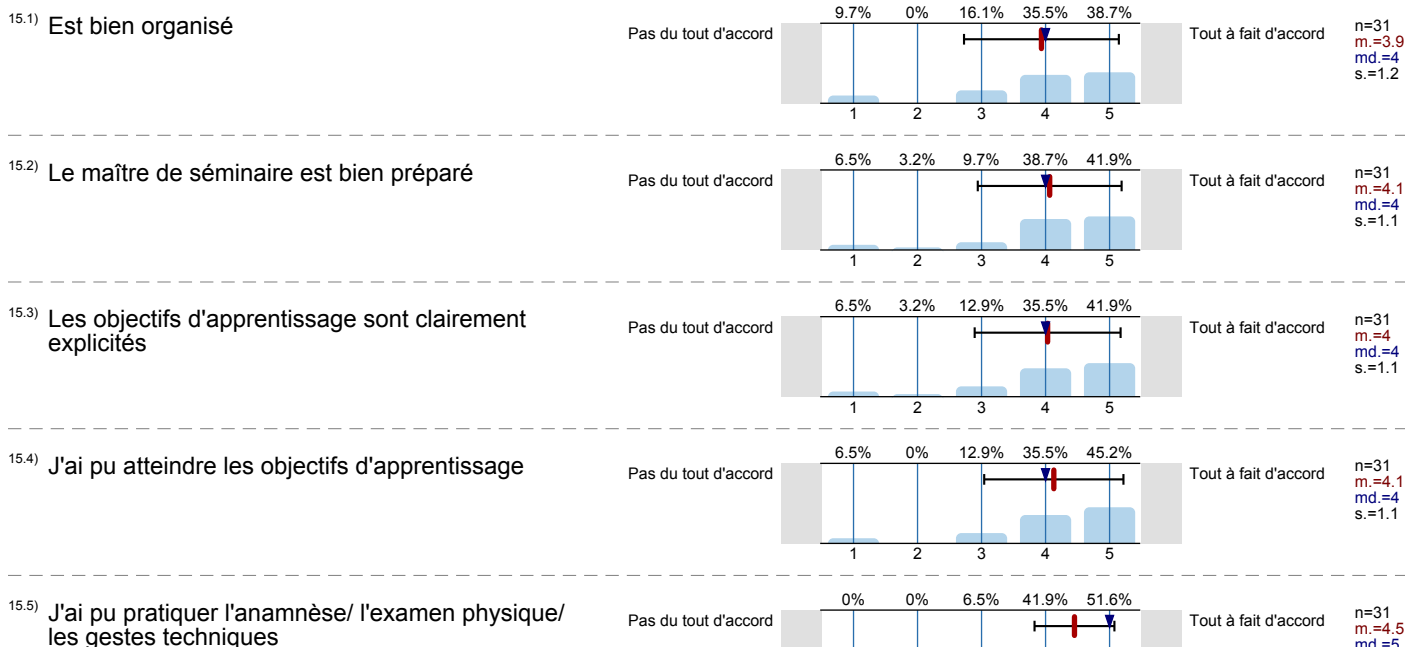 15.1) Est bien organisé
Pas du tout d'accord
9.7% 0% 16.1% 35.5% 38.7%
1 2 3 4 5
Tout à fait d'accord
n=31
m.=3.9
md.=4
s.=1.2
15.2) Le maître de séminaire est bien préparé
Pas du tout d'accord
6.5% 3.2% 9.7% 38.7% 41.9%
1 2 3 4 5
Tout à fait d'accord
n=31
m.=4.1
md.=4
s.=1.1
15.3) Les objectifs d'apprentissage sont clairement
explicités
Pas du tout d'accord
6.5% 3.2% 12.9% 35.5% 41.9%
1 2 3 4 5
Tout à fait d'accord
n=31
m.=4
md.=4
s.=1.1
15.4) J'ai pu atteindre les objectifs d'apprentissage
Pas du tout d'accord
6.5% 0% 12.9% 35.5% 45.2%
1 2 3 4 5
Tout à fait d'accord
n=31
m.=4.1
md.=4
s.=1.1
15.5) J'ai pu pratiquer l'anamnèse/ l'examen physique/
les gestes techniques
Pas du tout d'accord
0% 0% 6.5% 41.9% 51.6%
Tout à fait d'accord
n=31
m.=4.5
md.=5